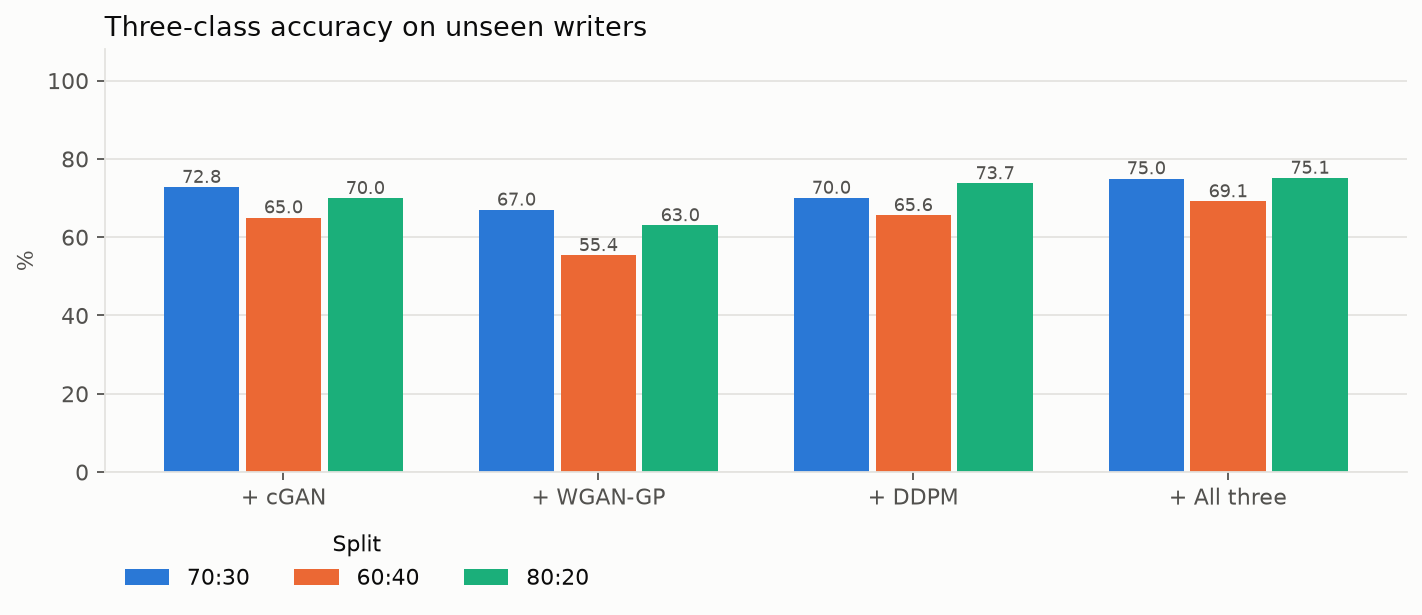 Three-class accuracy on unseen writers
%
100
80
60
40
20
0
72.8 65.0 70.0
67.0 55.4 63.0
70.0 65.6 73.7
75.0 69.1 75.1
+ cGAN + WGAN-GP + DDPM + All three
Split
70:30 60:40 80:20